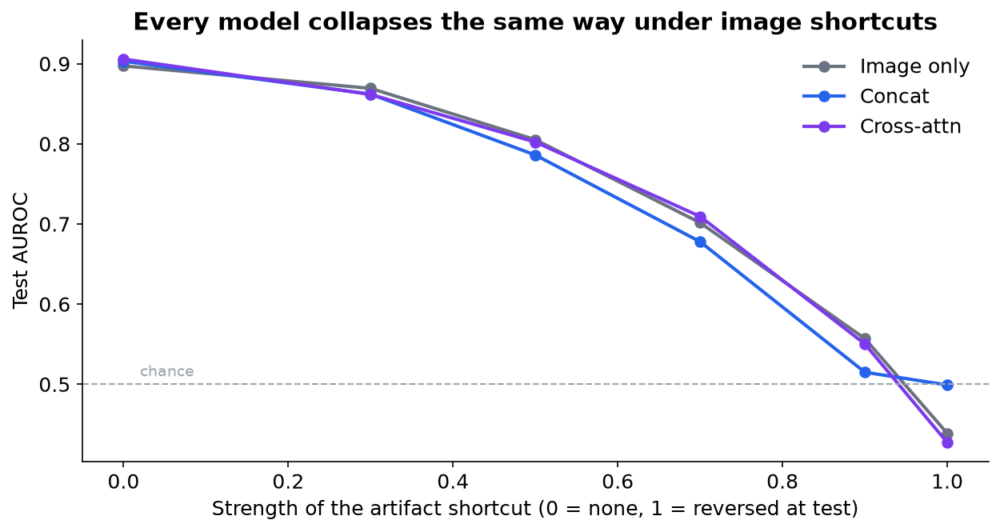 Every model collapses the same way under image shortcuts
Image only
Concat
Cross-attn
Test AUROC
0.9
0.8
0.7
0.6
0.5
chance
0.0 0.2 0.4 0.6 0.8 1.0
Strength of the artifact shortcut (0 = none, 1 = reversed at test)